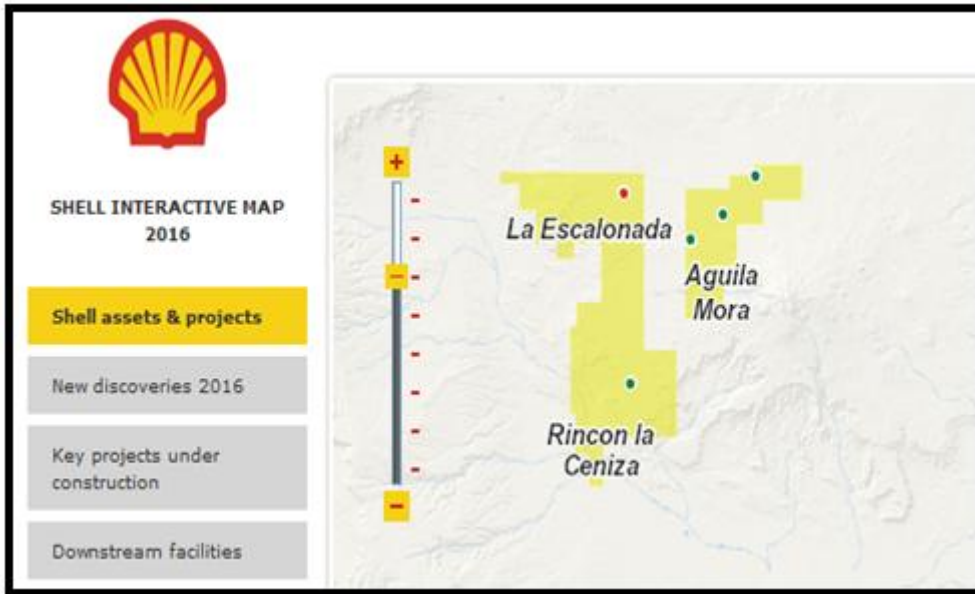 SHELL INTERACTIVE MAP
2016
Shell assets & projects
New discoveries 2016
Key projects under
construction
Downstream facilities
+
-
-
La Escalonada
Aguila
Mora
Rincon la
Ceniza